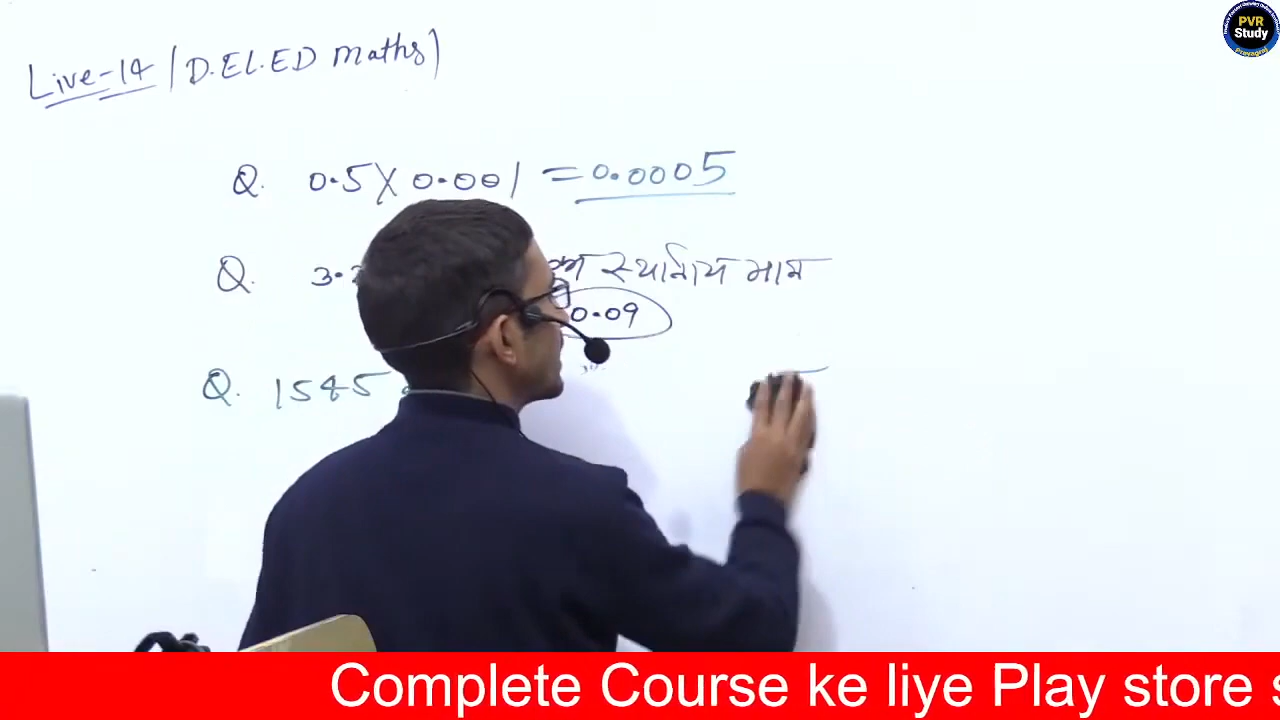 Live-14 / D.EL.ED Maths)
PVR
Study
Prayagraj
Q. 0.5 X 0.001 = 0.0005
Q. 3. स्थानिय मान
0.09
Q. 1545
Complete Course ke liye Play store s